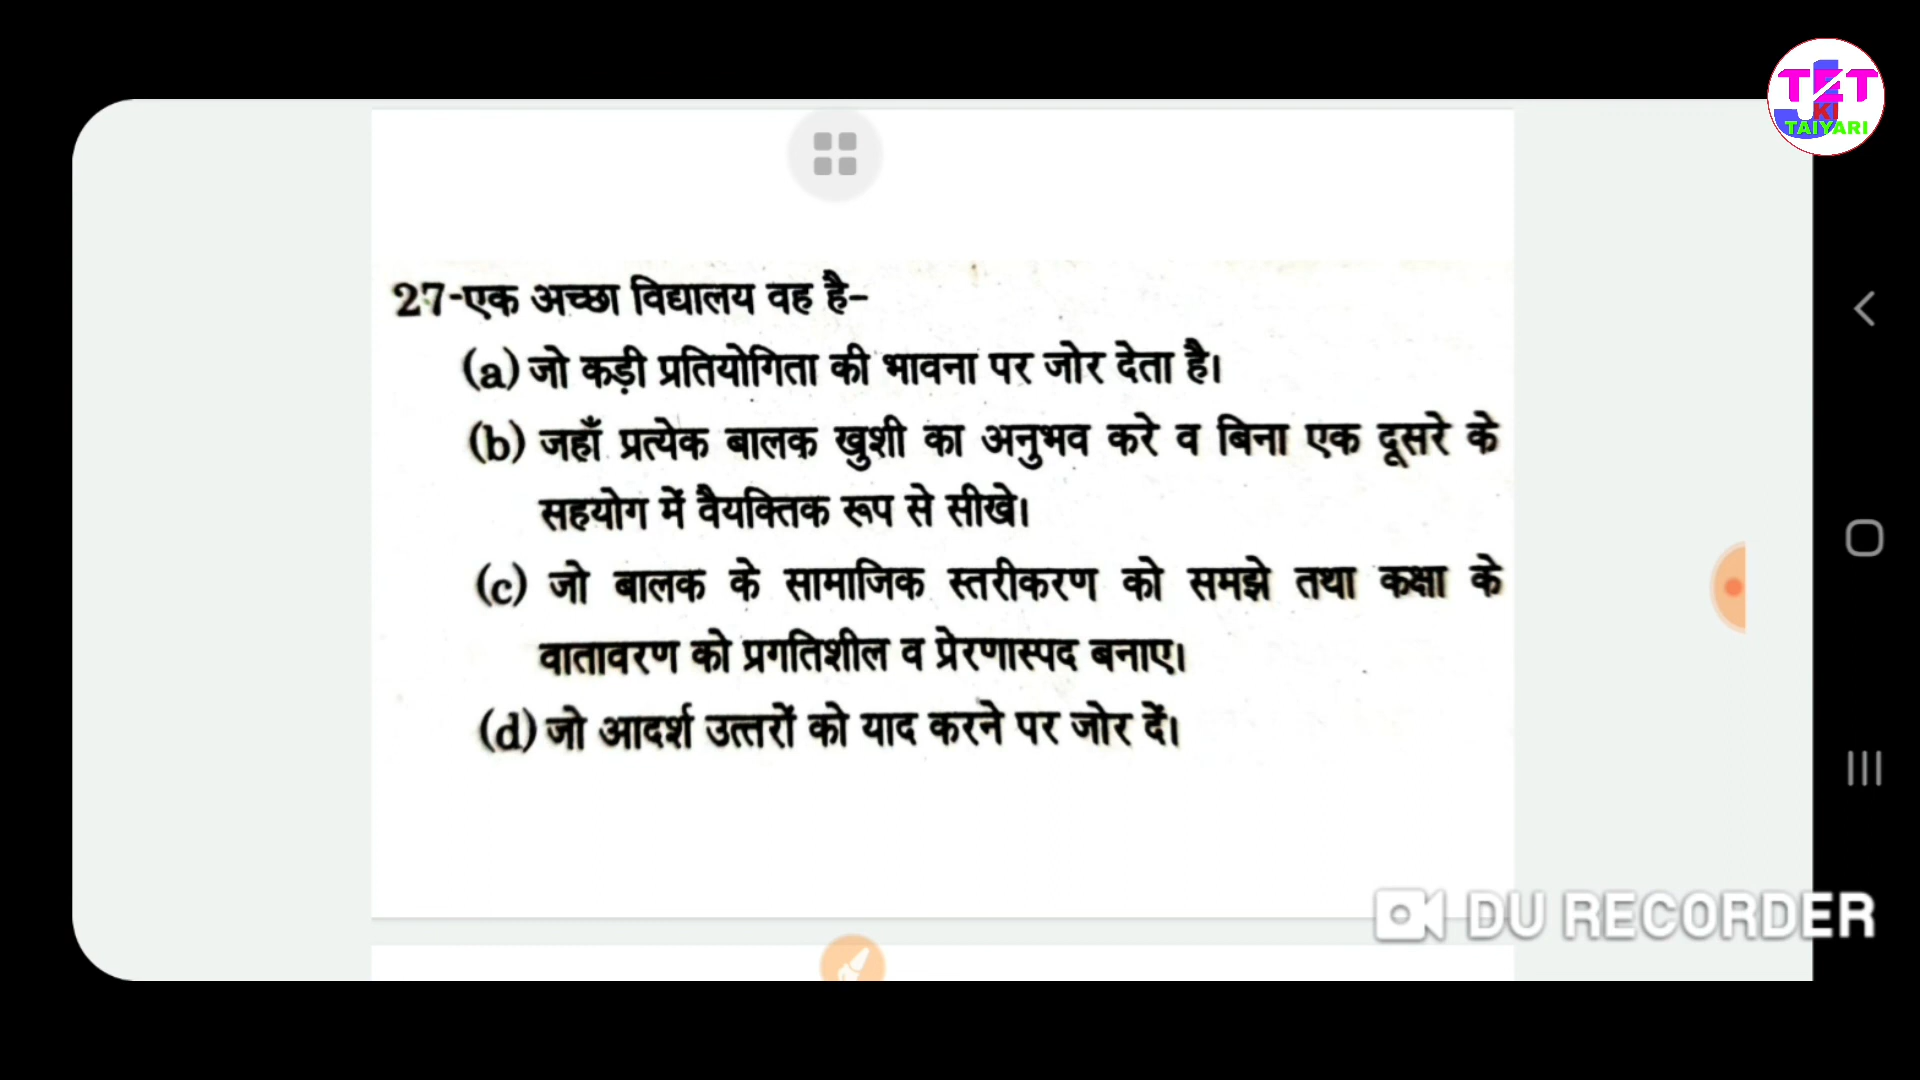 TET
KI
TAIYARI
27-एक अच्छा विद्यालय वह है-
(a) जो कड़ी प्रतियोगिता की भावना पर जोर देता है।
(b) जहाँ प्रत्येक बालक खुशी का अनुभव करे व बिना एक दूसरे के
सहयोग में वैयक्तिक रूप से सीखे।
(c) जो बालक के सामाजिक स्तरीकरण को समझे तथा कक्षा के
वातावरण को प्रगतिशील व प्रेरणास्पद बनाए।
(d) जो आदर्श उत्तरों को याद करने पर जोर दें।
DU RECORDER